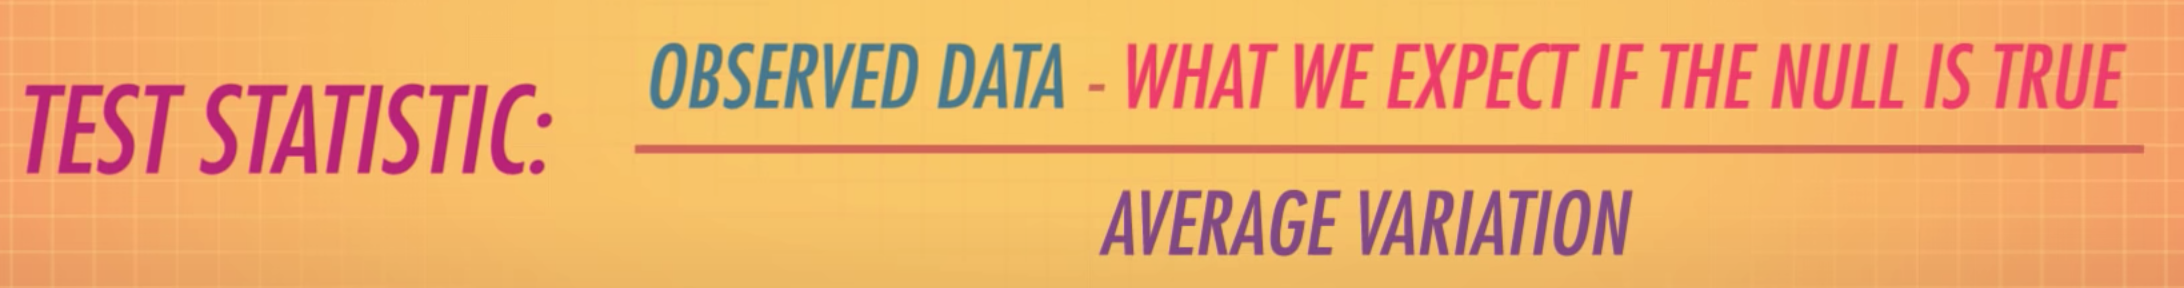 TEST STATISTIC:
OBSERVED DATA - WHAT WE EXPECT IF THE NULL IS TRUE
AVERAGE VARIATION